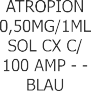 ATROPION
0,50MG/1ML
SOL CX C/
100 AMP - -
BLAU